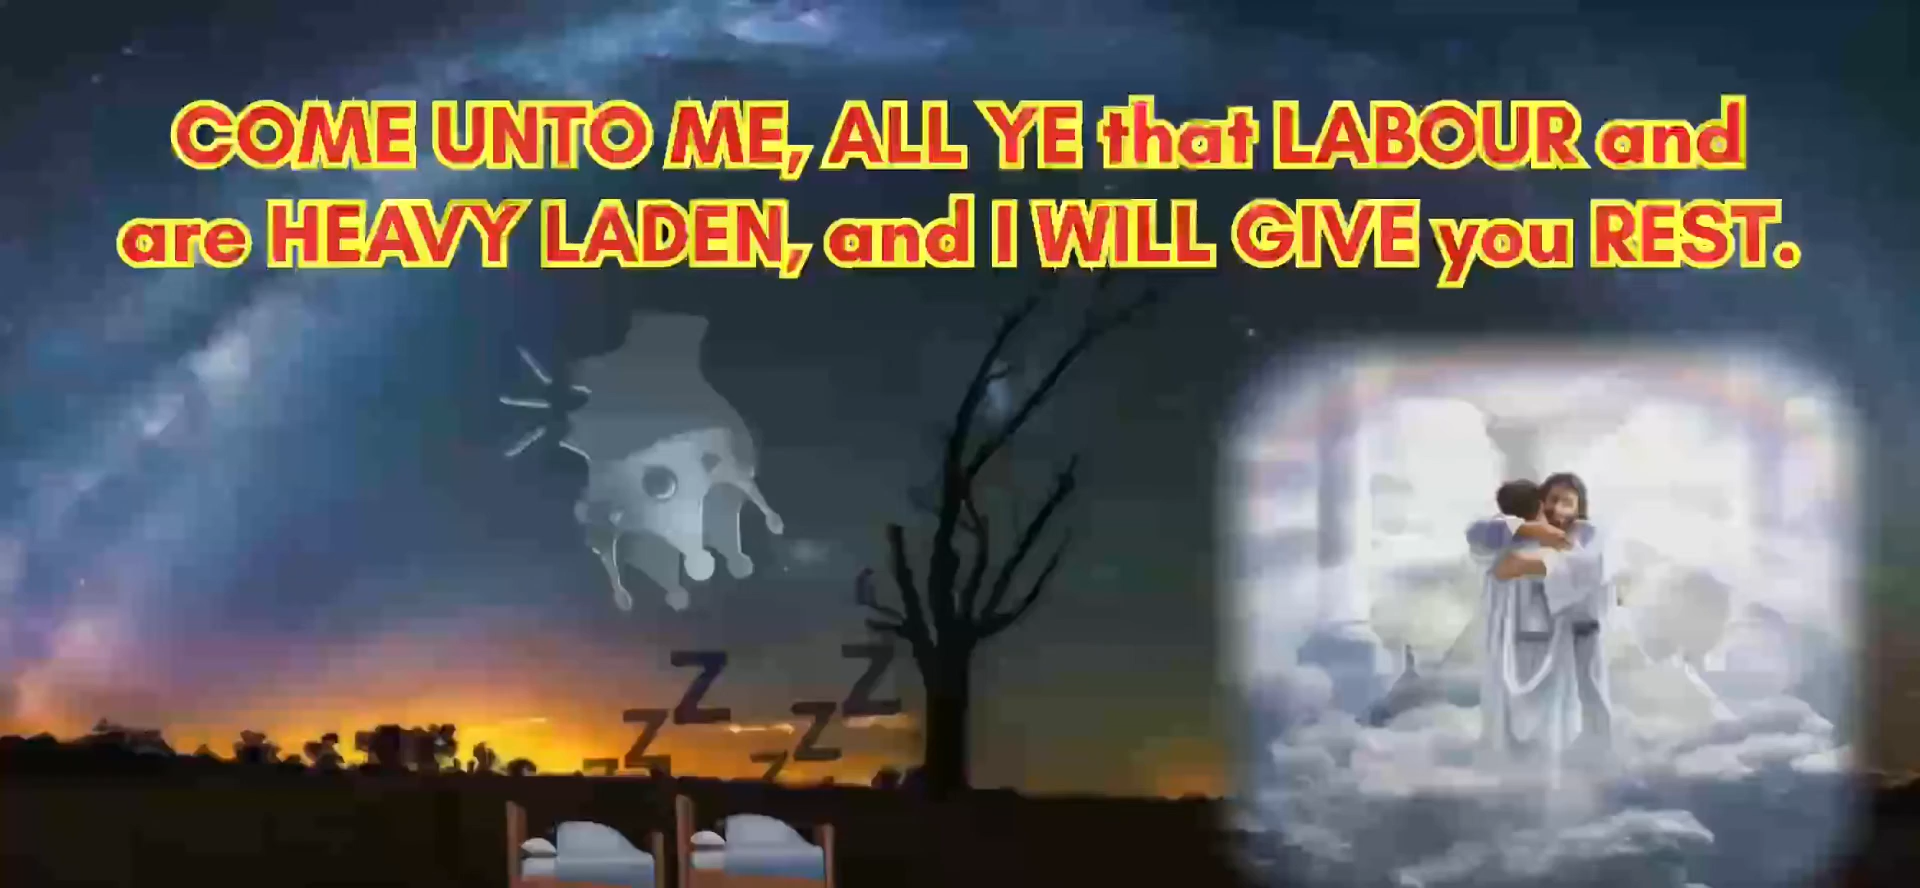 COME UNTO ME, ALL YE that LABOUR and
are HEAVY LADEN, and I WILL GIVE you REST.
Z Z
Z Z
Z Z